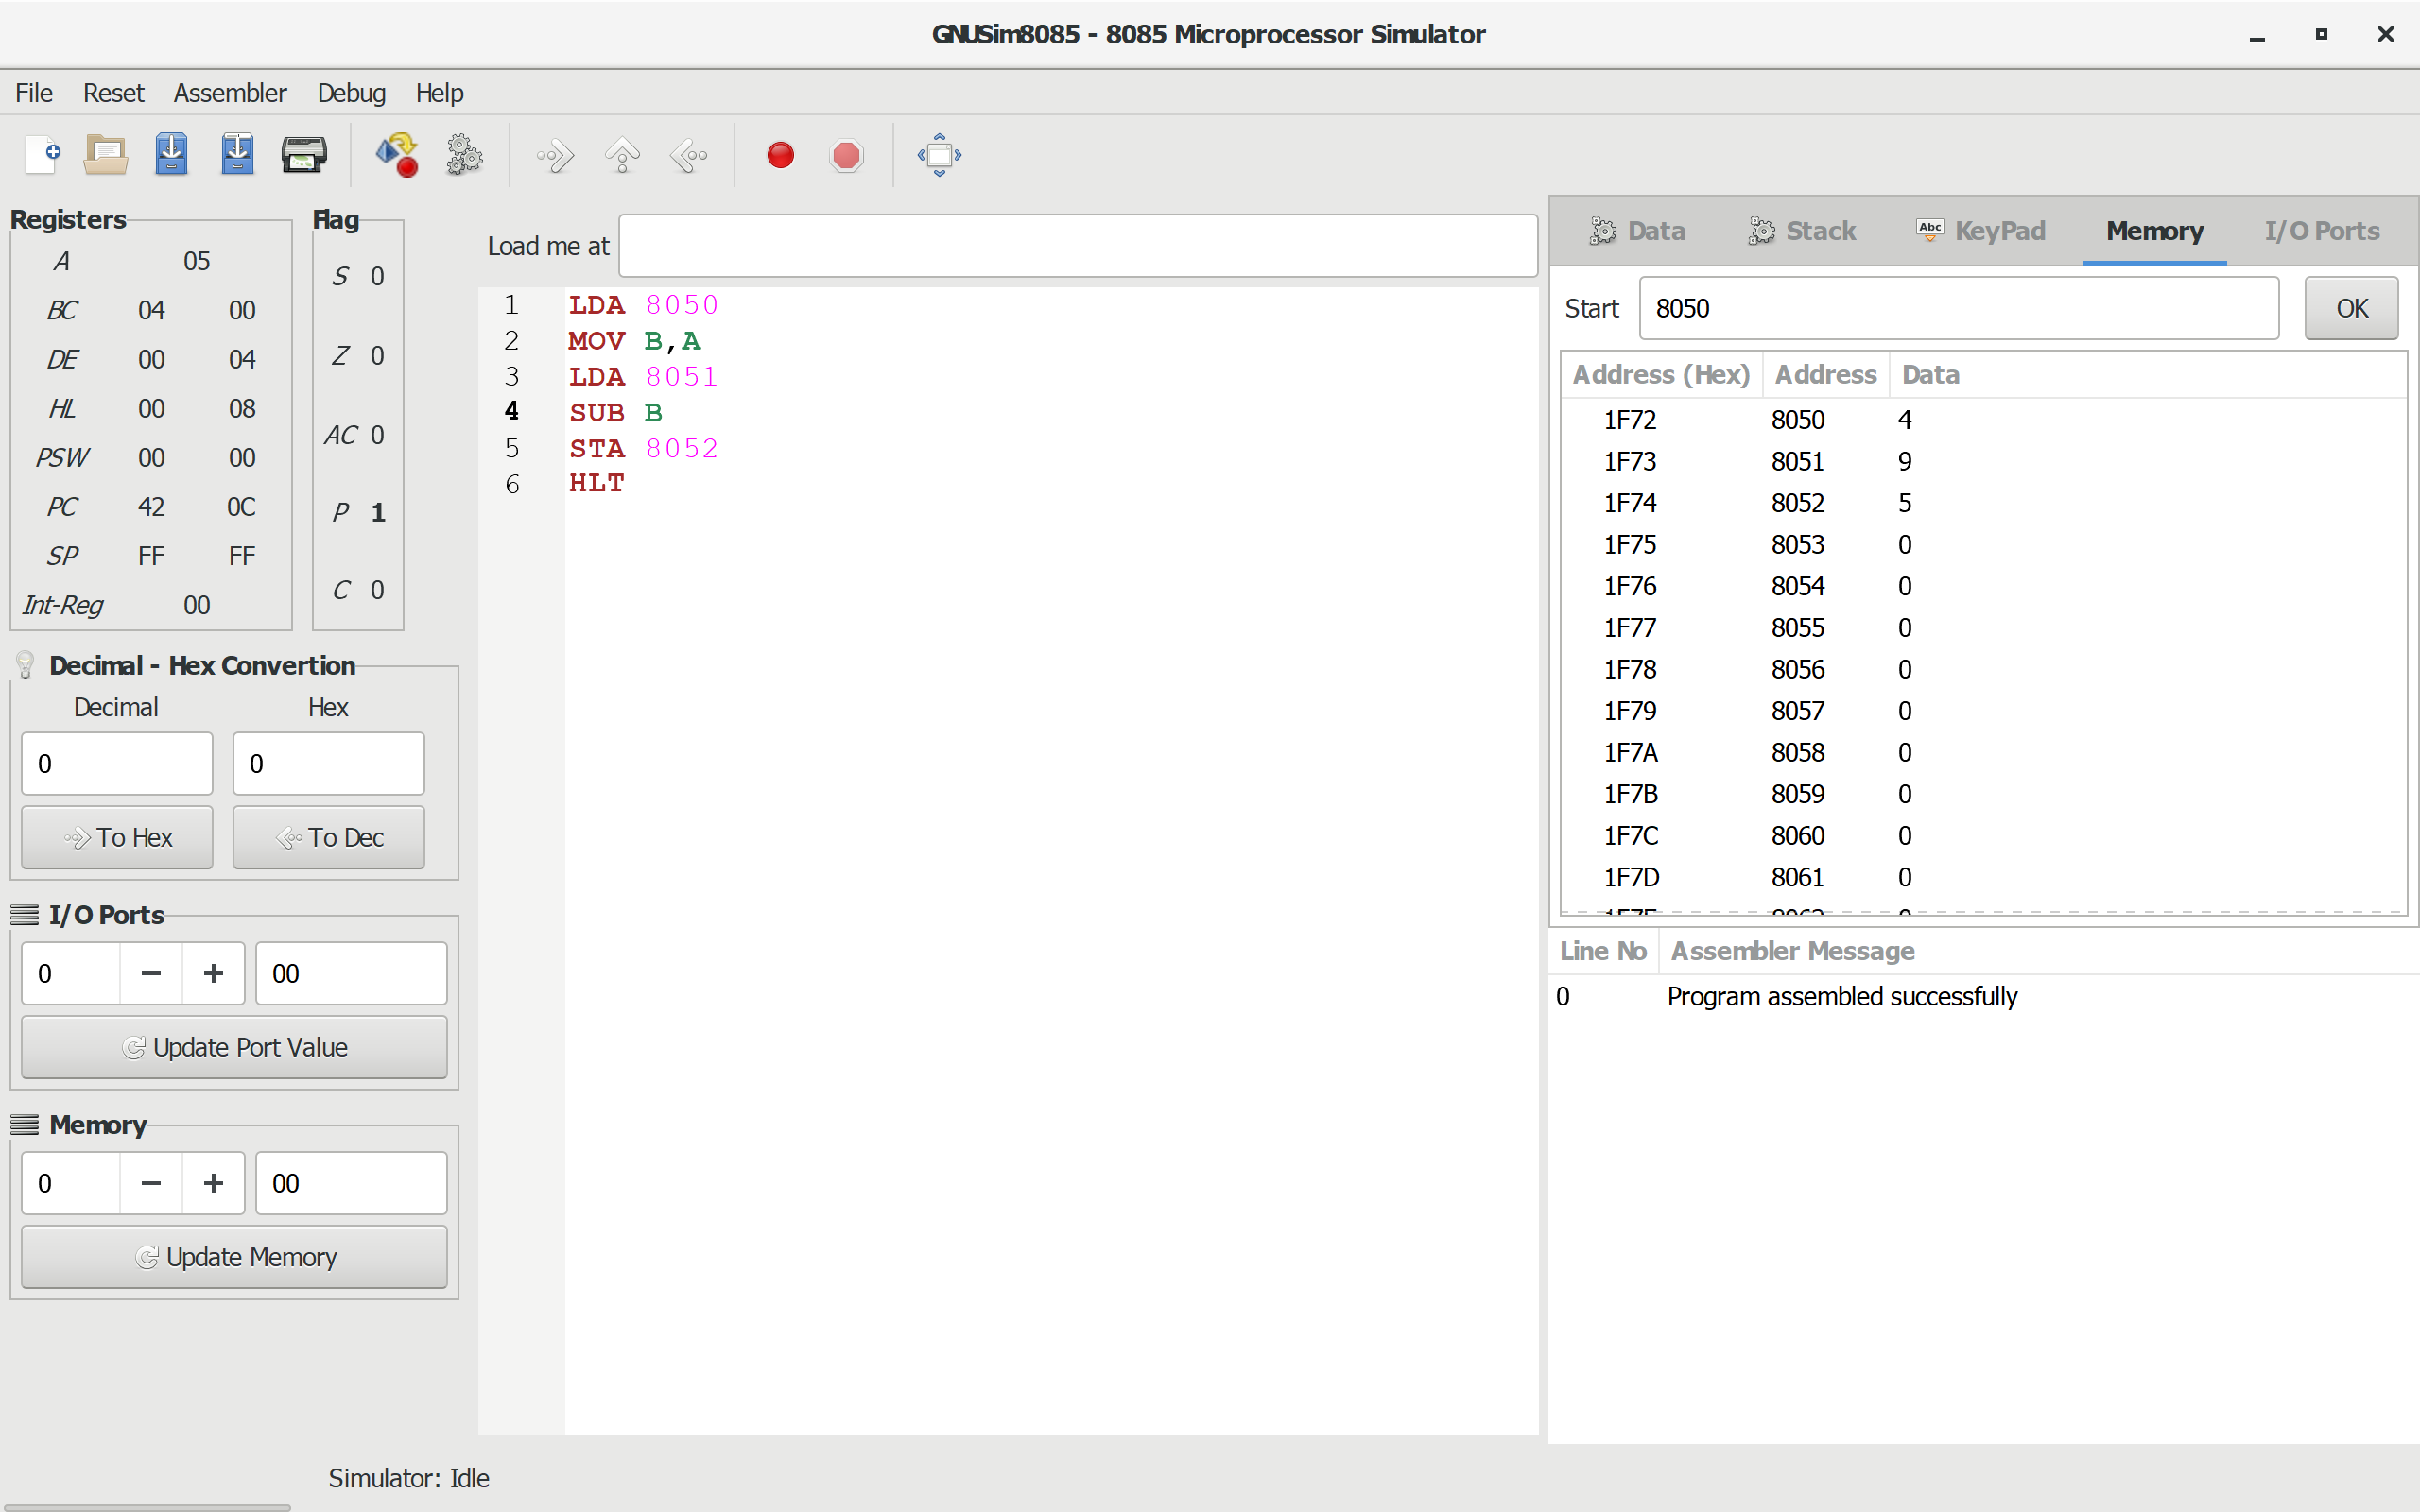 GNUSim8085 - 8085 Microprocessor Simulator
File Reset Assembler Debug Help
Registers
A 05
BC 04 00
DE 00 04
HL 00 08
PSW 00 00
PC 42 0C
SP FF FF
Int-Reg 00
Flag
S 0
Z 0
AC 0
P 1
C 0
Decimal - Hex Convertion
Decimal Hex
0 0
To Hex To Dec
I/O Ports
0 − + 00
Update Port Value
Memory
0 − + 00
Update Memory
Load me at
1 LDA 8050
2 MOV B,A
3 LDA 8051
4 SUB B
5 STA 8052
6 HLT
Data Stack Abc KeyPad Memory I/O Ports
Start 8050 OK
Address (Hex) Address Data
1F72 8050 4
1F73 8051 9
1F74 8052 5
1F75 8053 0
1F76 8054 0
1F77 8055 0
1F78 8056 0
1F79 8057 0
1F7A 8058 0
1F7B 8059 0
1F7C 8060 0
1F7D 8061 0
Line No Assembler Message
0 Program assembled successfully
Simulator: Idle